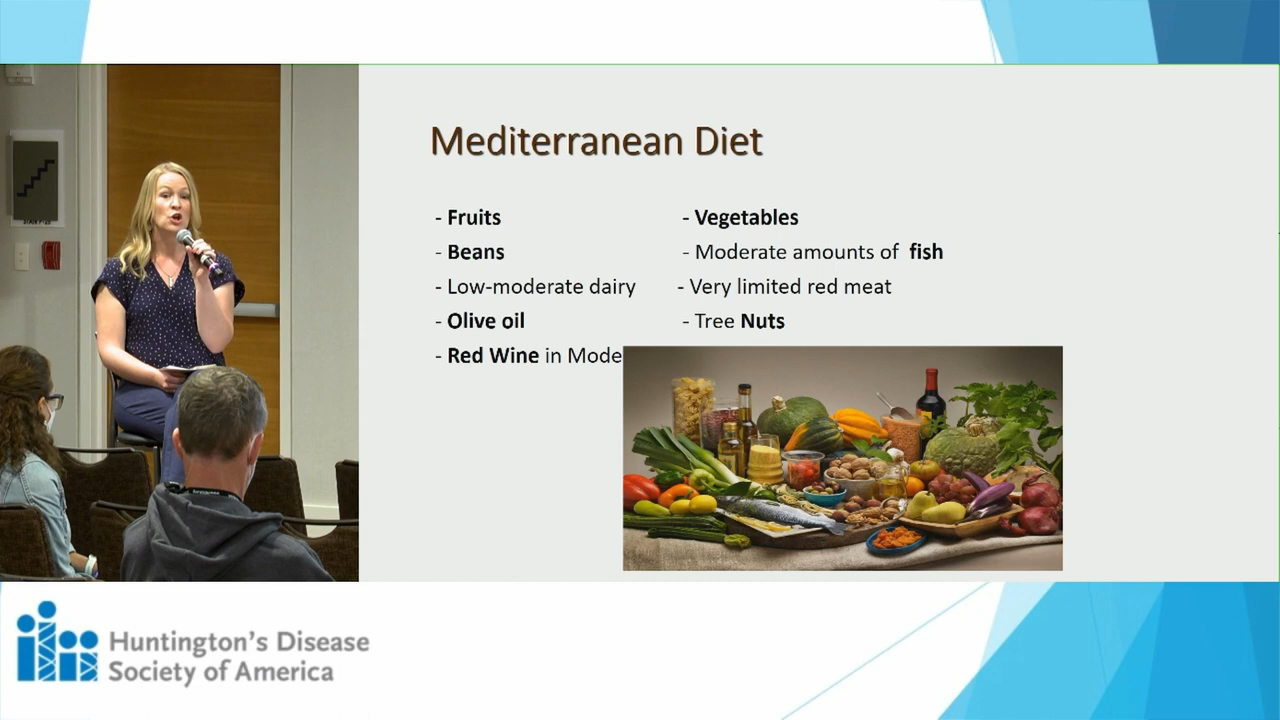 Mediterranean Diet
- Fruits
- Beans
- Low-moderate dairy
- Olive oil
- Red Wine in Mode
- Vegetables
- Moderate amounts of fish
- Very limited red meat
- Tree Nuts
Huntington's Disease
Society of America